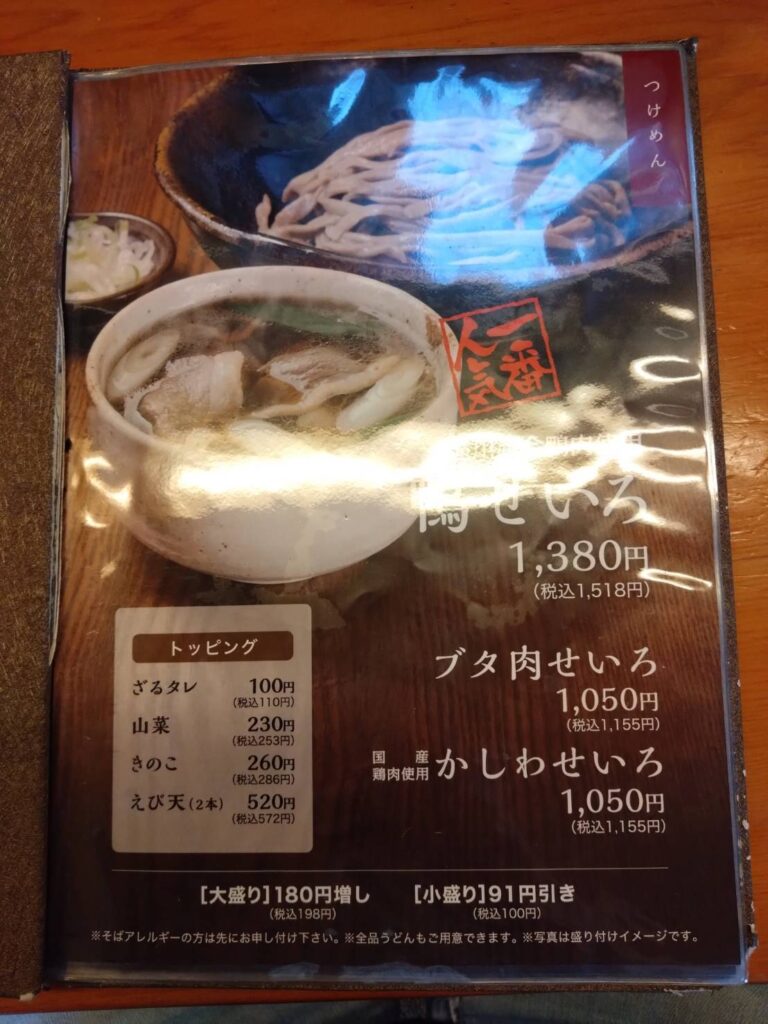 つけめん
一番
人気
鴨せいろ
1,380円
(税込1,518円)
トッピング
ざるタレ 100円
(税込110円)
山菜 230円
(税込253円)
きのこ 260円
(税込286円)
えび天(2本) 520円
(税込572円)
ブタ肉せいろ
1,050円
(税込1,155円)
国産
鶏肉使用 かしわせいろ
1,050円
(税込1,155円)
[大盛り]180円増し [小盛り]91円引き
(税込198円) (税込100円)
※そばアレルギーの方は先にお申し付け下さい。※全品うどんもご用意できます。※写真は盛り付けイメージです。